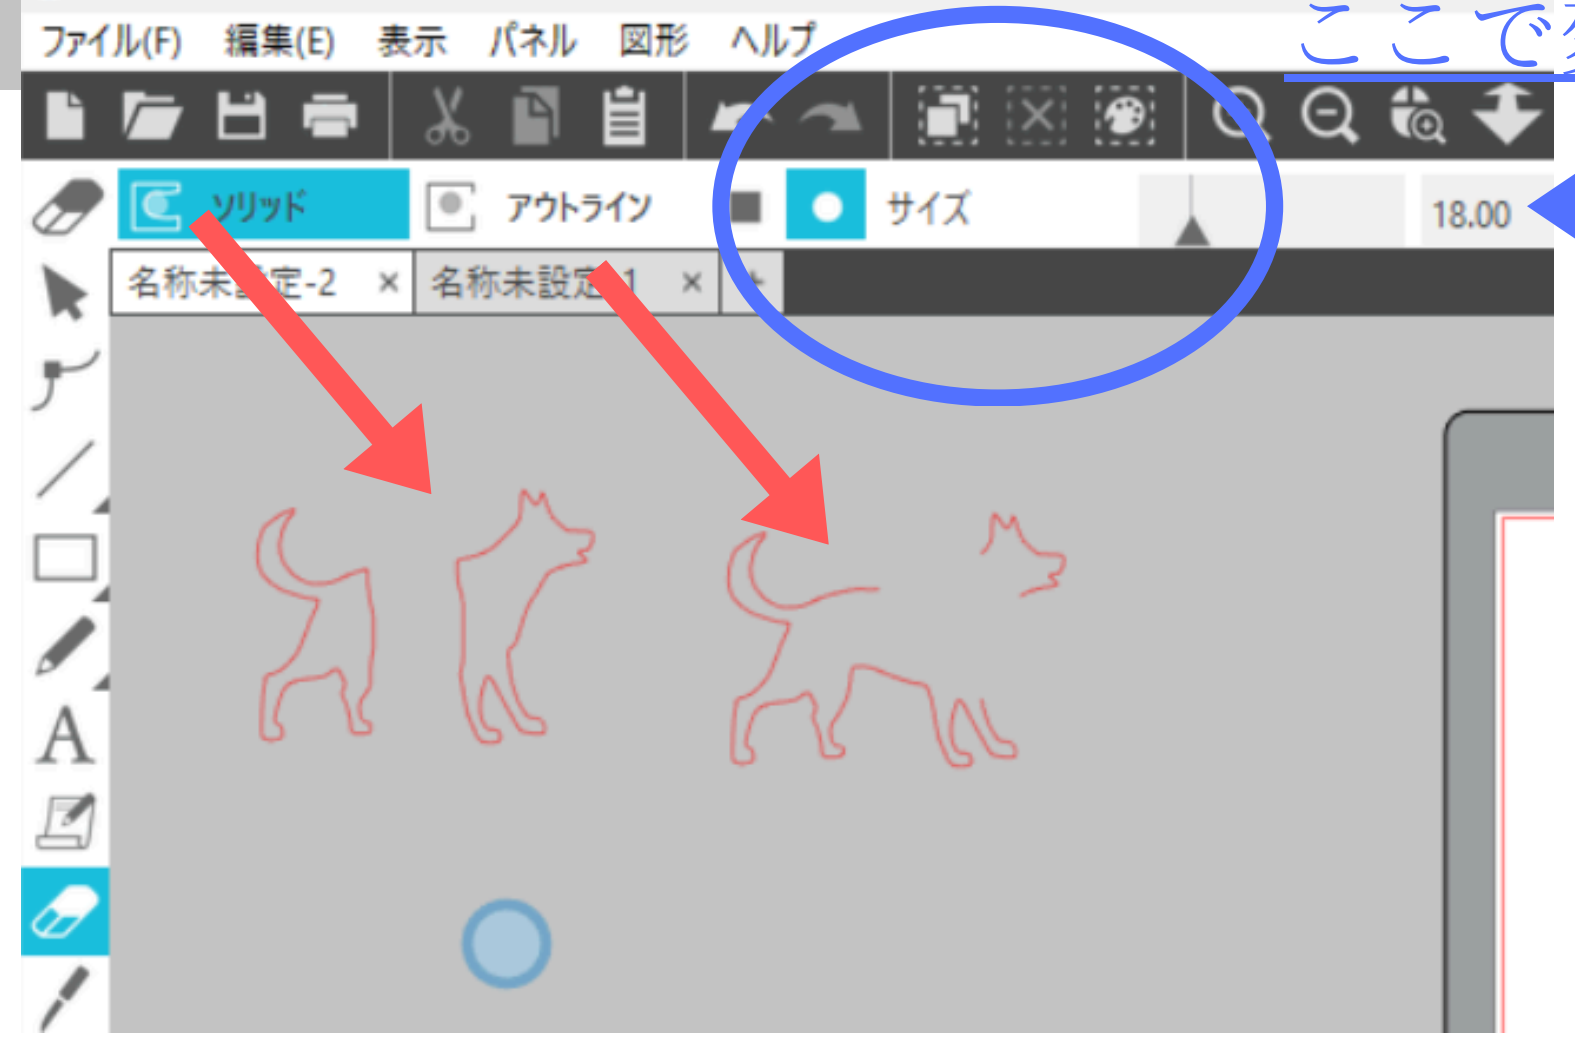 ここで
ファイル(F) 編集(E) 表示 パネル 図形 ヘルプ
ソリッド アウトライン サイズ 18.00
名称未設定-2 × 名称未設定-1 × +
A